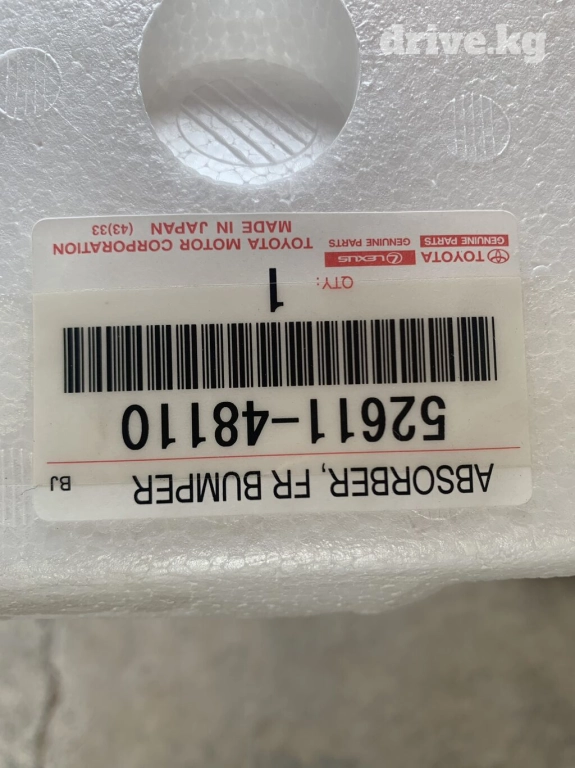 drive.kg
ABSORBER, FR BUMPER
BJ
52611-48110
QTY: 1
TOYOTA GENUINE PARTS
LEXUS GENUINE PARTS
TOYOTA MOTOR CORPORATION
MADE IN JAPAN (43)33